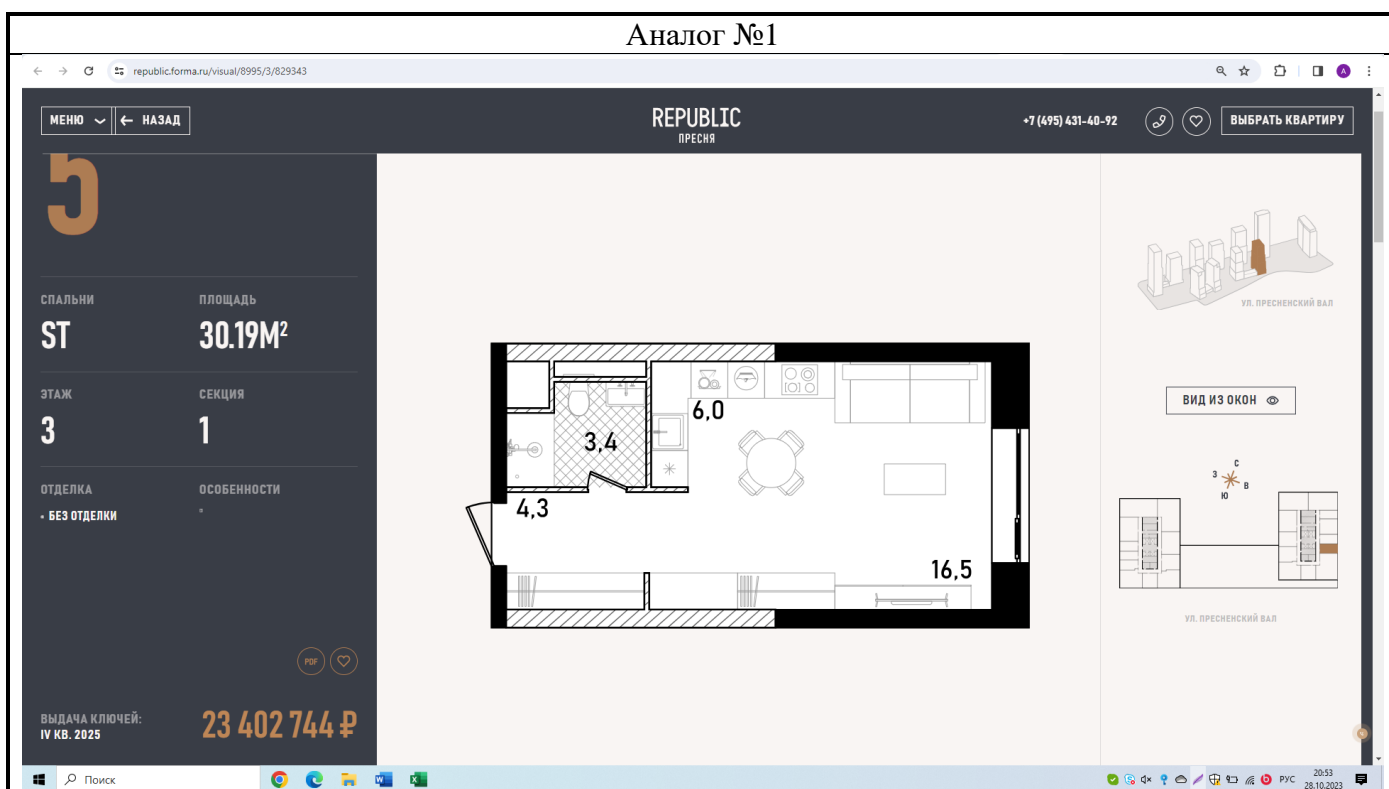 Аналог №1
republic.forma.ru/visual/8995/3/829343
A
МЕНЮ
← НАЗАД
REPUBLIC
ПРЕСНЯ
+7 (495) 431-40-92
ВЫБРАТЬ КВАРТИРУ
5
СПАЛЬНИ
ПЛОЩАДЬ
ST
30.19М²
ЭТАЖ
СЕКЦИЯ
3
1
ОТДЕЛКА
ОСОБЕННОСТИ
• БЕЗ ОТДЕЛКИ
PDF
ВЫДАЧА КЛЮЧЕЙ:
IV КВ. 2025
23 402 744 ₽
6,0
3,4
4,3
16,5
УЛ. ПРЕСНЕНСКИЙ ВАЛ
ВИД ИЗ ОКОН
С
З
В
Ю
УЛ. ПРЕСНЕНСКИЙ ВАЛ
Поиск
РУС
20:53
28.10.2023